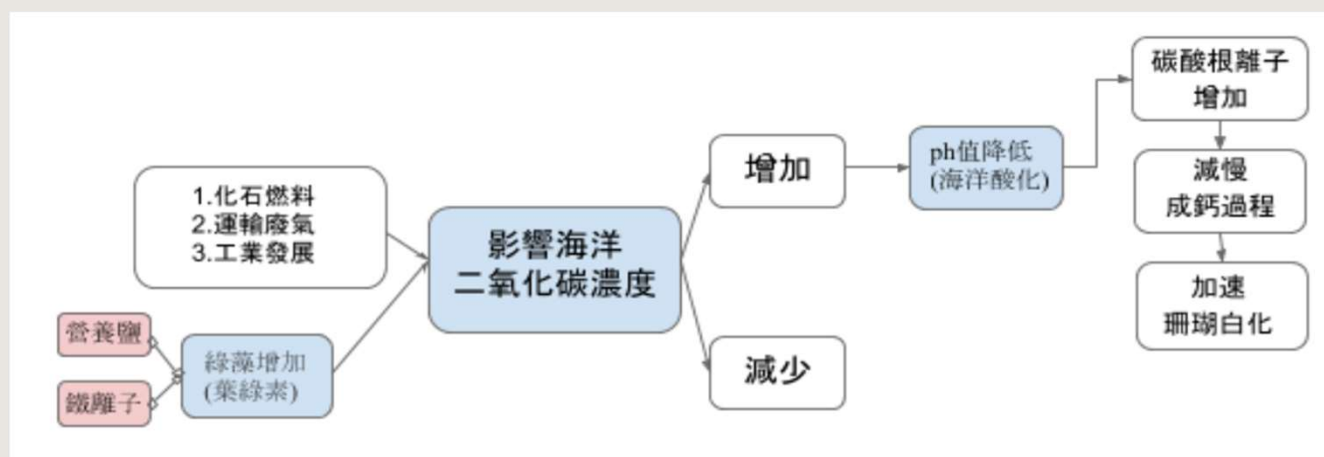 1.化石燃料
2.運輸廢氣
3.工業發展
營養鹽
鐵離子
綠藻增加
(葉綠素)
影響海洋
二氧化碳濃度
增加
減少
ph值降低
(海洋酸化)
碳酸根離子
增加
減慢
成鈣過程
加速
珊瑚白化